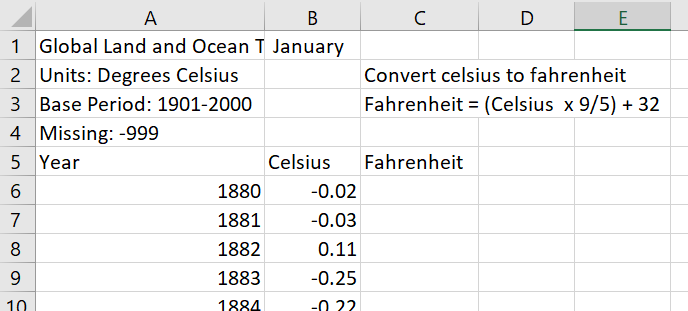 A B C D E
1 Global Land and Ocean T January
2 Units: Degrees Celsius Convert celsius to fahrenheit
3 Base Period: 1901-2000 Fahrenheit = (Celsius x 9/5) + 32
4 Missing: -999
5 Year Celsius Fahrenheit
6 1880 -0.02
7 1881 -0.03
8 1882 0.11
9 1883 -0.25
10 1884 -0.22